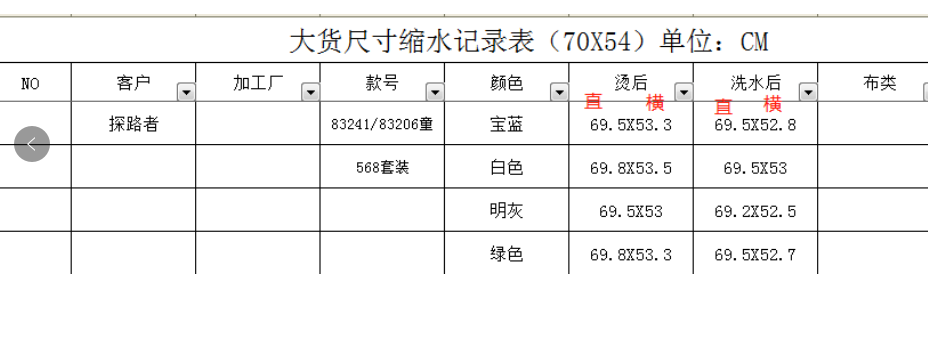 大货尺寸缩水记录表（70X54）单位：CM
NO 客户 加工厂 款号 颜色 烫后 洗水后 布类
直 横 直 横
探路者 83241/83206童 宝蓝 69.5X53.3 69.5X52.8
568套装 白色 69.8X53.5 69.5X53
明灰 69.5X53 69.2X52.5
绿色 69.8X53.3 69.5X52.7